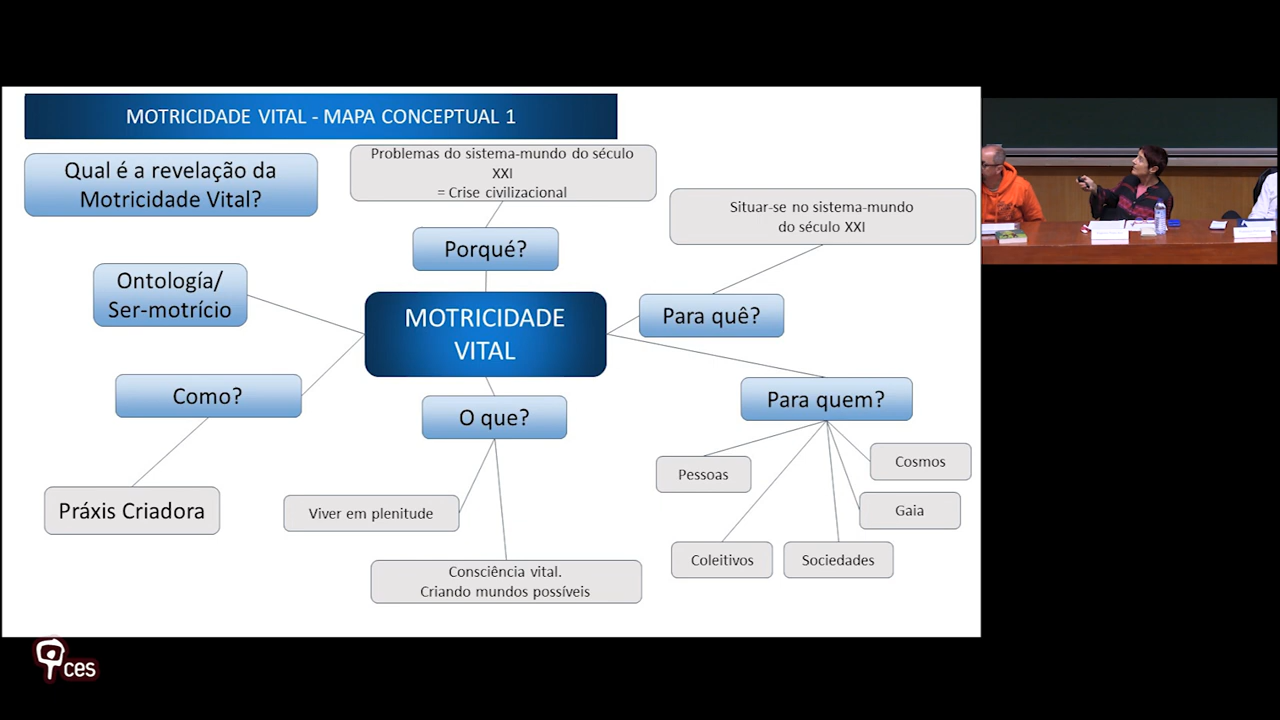 MOTRICIDADE VITAL - MAPA CONCEPTUAL 1
Qual é a revelação da
Motricidade Vital?
Problemas do sistema-mundo do século
XXI
= Crise civilizacional
Situar-se no sistema-mundo
do século XXI
Porqué?
Ontología/
Ser-motrício
MOTRICIDADE
VITAL
Para quê?
Como?
O que?
Para quem?
Pessoas
Cosmos
Práxis Criadora
Viver em plenitude
Gaia
Coleitivos
Sociedades
Consciência vital.
Criando mundos possíveis
ces